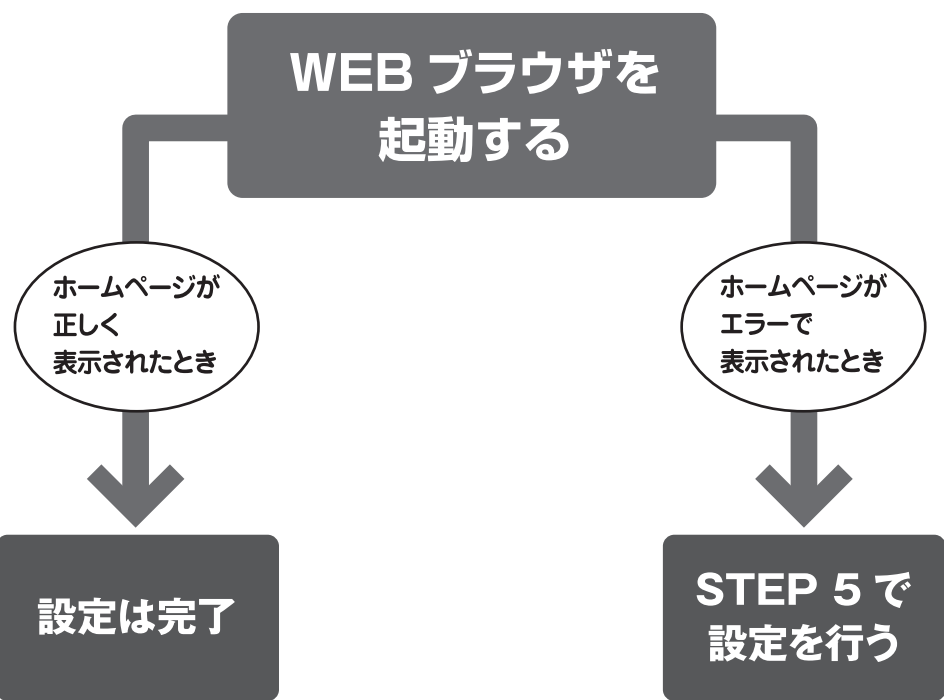 WEB ブラウザを
起動する
ホームページが
正しく
表示されたとき
ホームページが
エラーで
表示されたとき
設定は完了
STEP 5 で
設定を行う